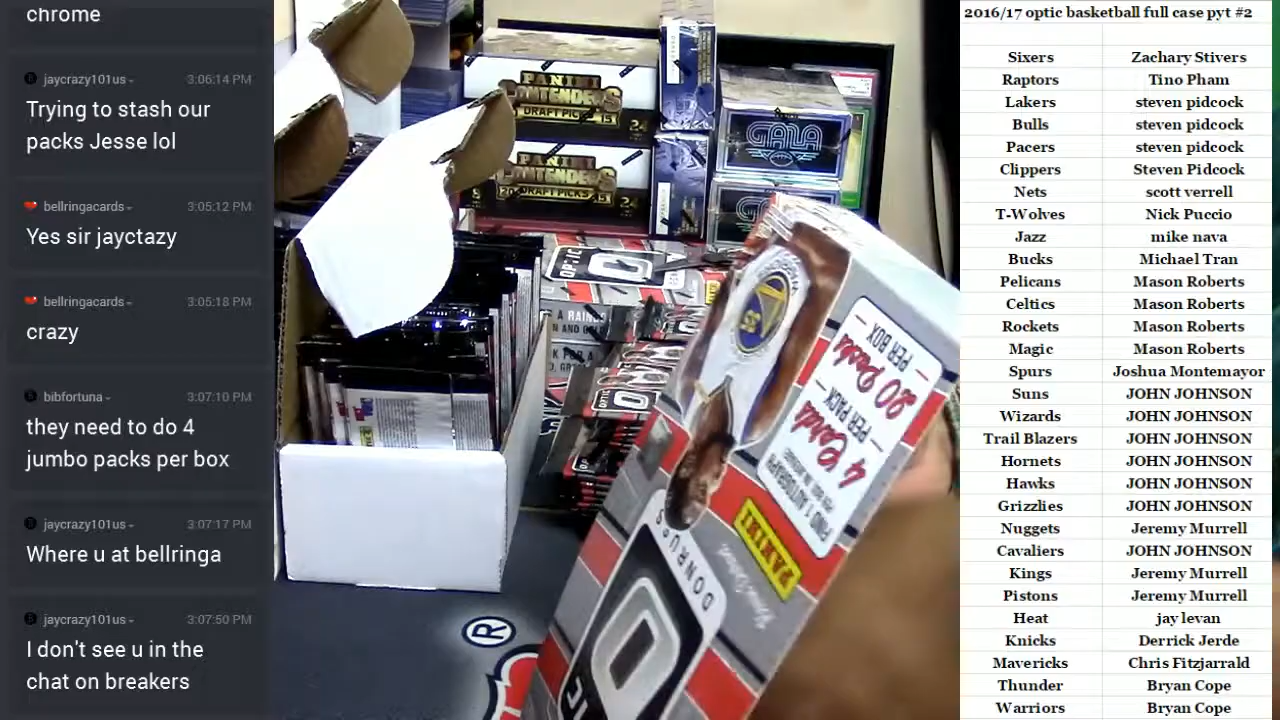 chrome
jaycrazy101us 3:06:14 PM
Trying to stash our
packs Jesse lol
bellringacards 3:05:12 PM
Yes sir jayctazy
bellringacards 3:05:18 PM
crazy
bibfortuna 3:07:10 PM
they need to do 4
jumbo packs per box
jaycrazy101us 3:07:17 PM
Where u at bellringa
jaycrazy101us 3:07:50 PM
I don't see u in the
chat on breakers
PANINI
CONTENDERS
DRAFT PICKS 15
24
PANINI
CONTENDERS
DRAFT PICKS 15
24
GALA
OPTIC
A RAINBO
20 Packs
PER BOX
4 Cards
PER PACK
FIND 1 AUTOGRAPH
PANINI
DONRUSS
®
2016/17 optic basketball full case pyt #2
Sixers Zachary Stivers
Raptors Tino Pham
Lakers steven pidcock
Bulls steven pidcock
Pacers steven pidcock
Clippers Steven Pidcock
Nets scott verrell
T-Wolves Nick Puccio
Jazz mike nava
Bucks Michael Tran
Pelicans Mason Roberts
Celtics Mason Roberts
Rockets Mason Roberts
Magic Mason Roberts
Spurs Joshua Montemayor
Suns JOHN JOHNSON
Wizards JOHN JOHNSON
Trail Blazers JOHN JOHNSON
Hornets JOHN JOHNSON
Hawks JOHN JOHNSON
Grizzlies JOHN JOHNSON
Nuggets Jeremy Murrell
Cavaliers JOHN JOHNSON
Kings Jeremy Murrell
Pistons Jeremy Murrell
Heat jay levan
Knicks Derrick Jerde
Mavericks Chris Fitzjarrald
Thunder Bryan Cope
Warriors Bryan Cope